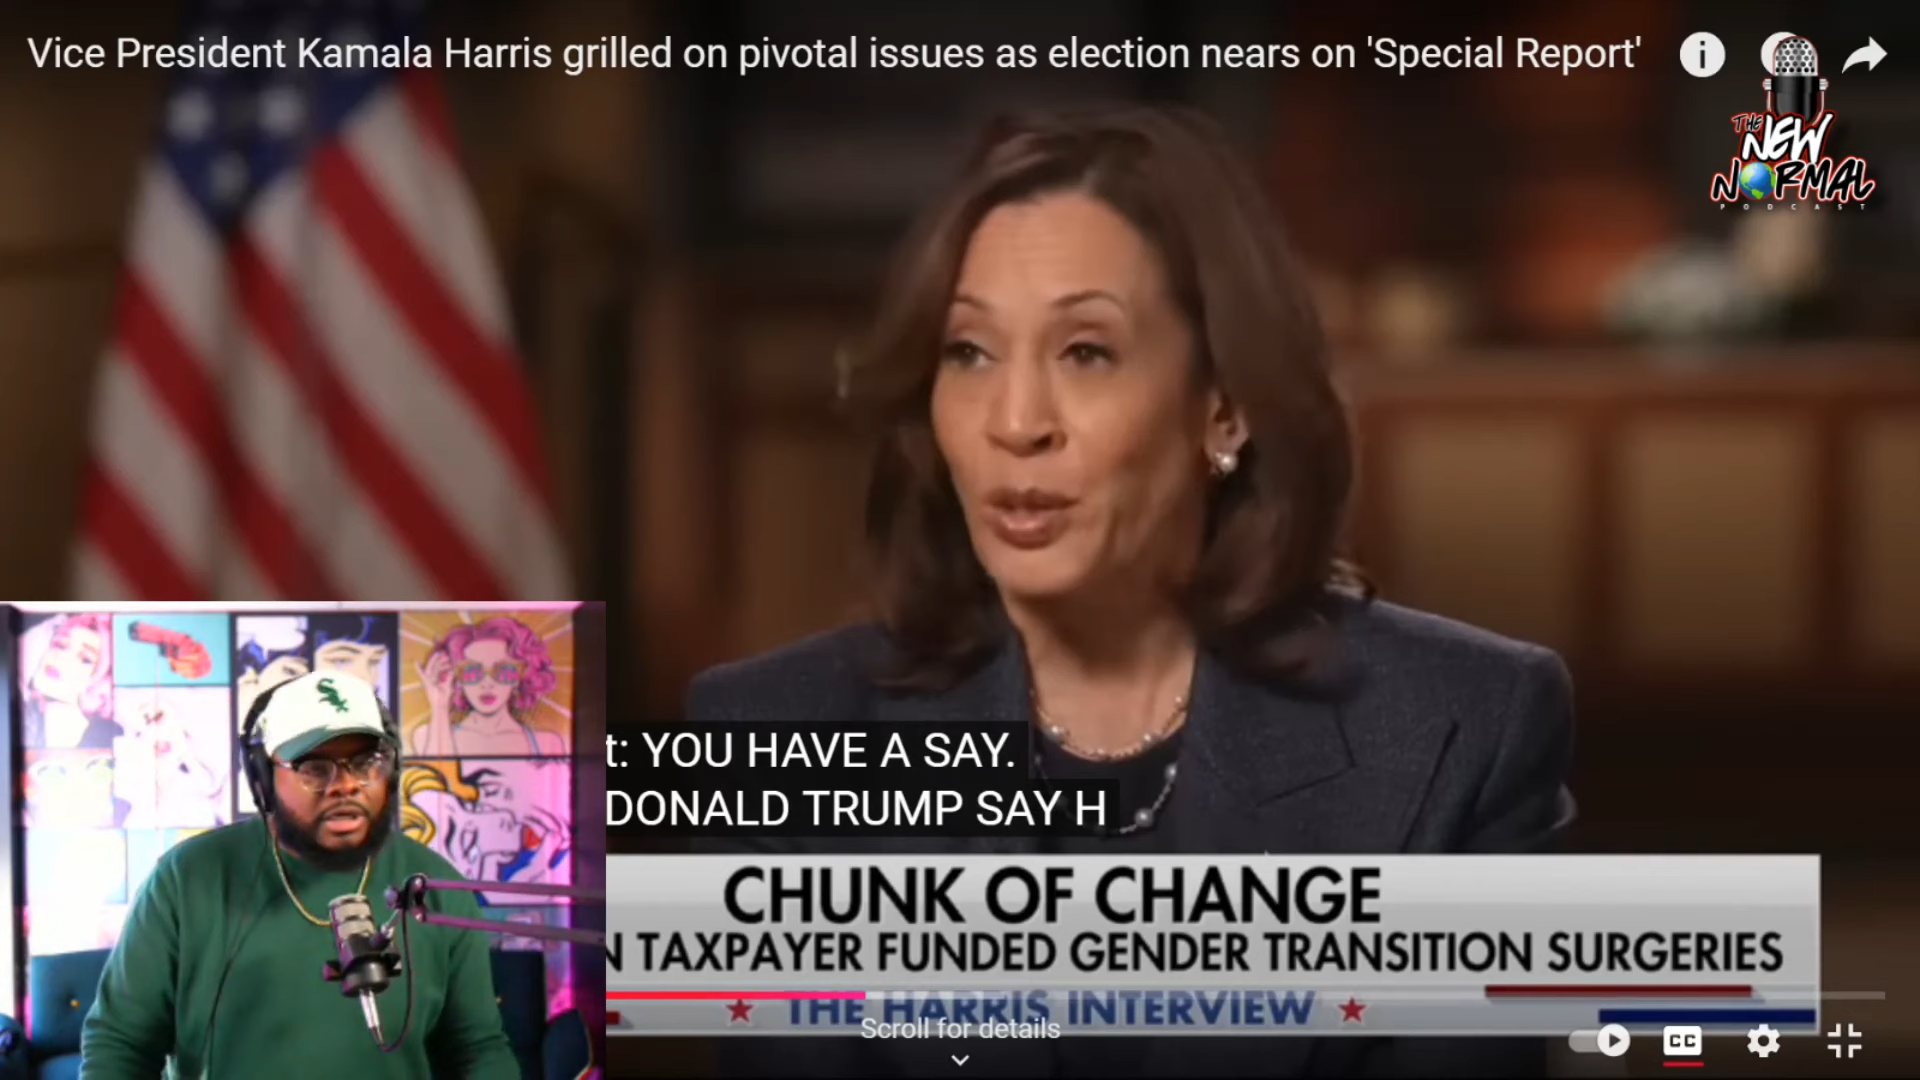 Vice President Kamala Harris grilled on pivotal issues as election nears on 'Special Report'
THE
NEW
NORMAL
PODCAST
t: YOU HAVE A SAY.
DONALD TRUMP SAY H
CHUNK OF CHANGE
N TAXPAYER FUNDED GENDER TRANSITION SURGERIES
THE HARRIS INTERVIEW
Scroll for details
CC